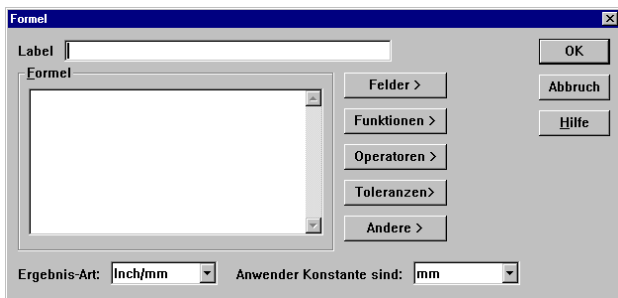 Formel
Label
OK
Formel
Felder >
Abbruch
Funktionen >
Hilfe
Operatoren >
Toleranzen>
Andere >
Ergebnis-Art: Inch/mm Anwender Konstante sind: mm